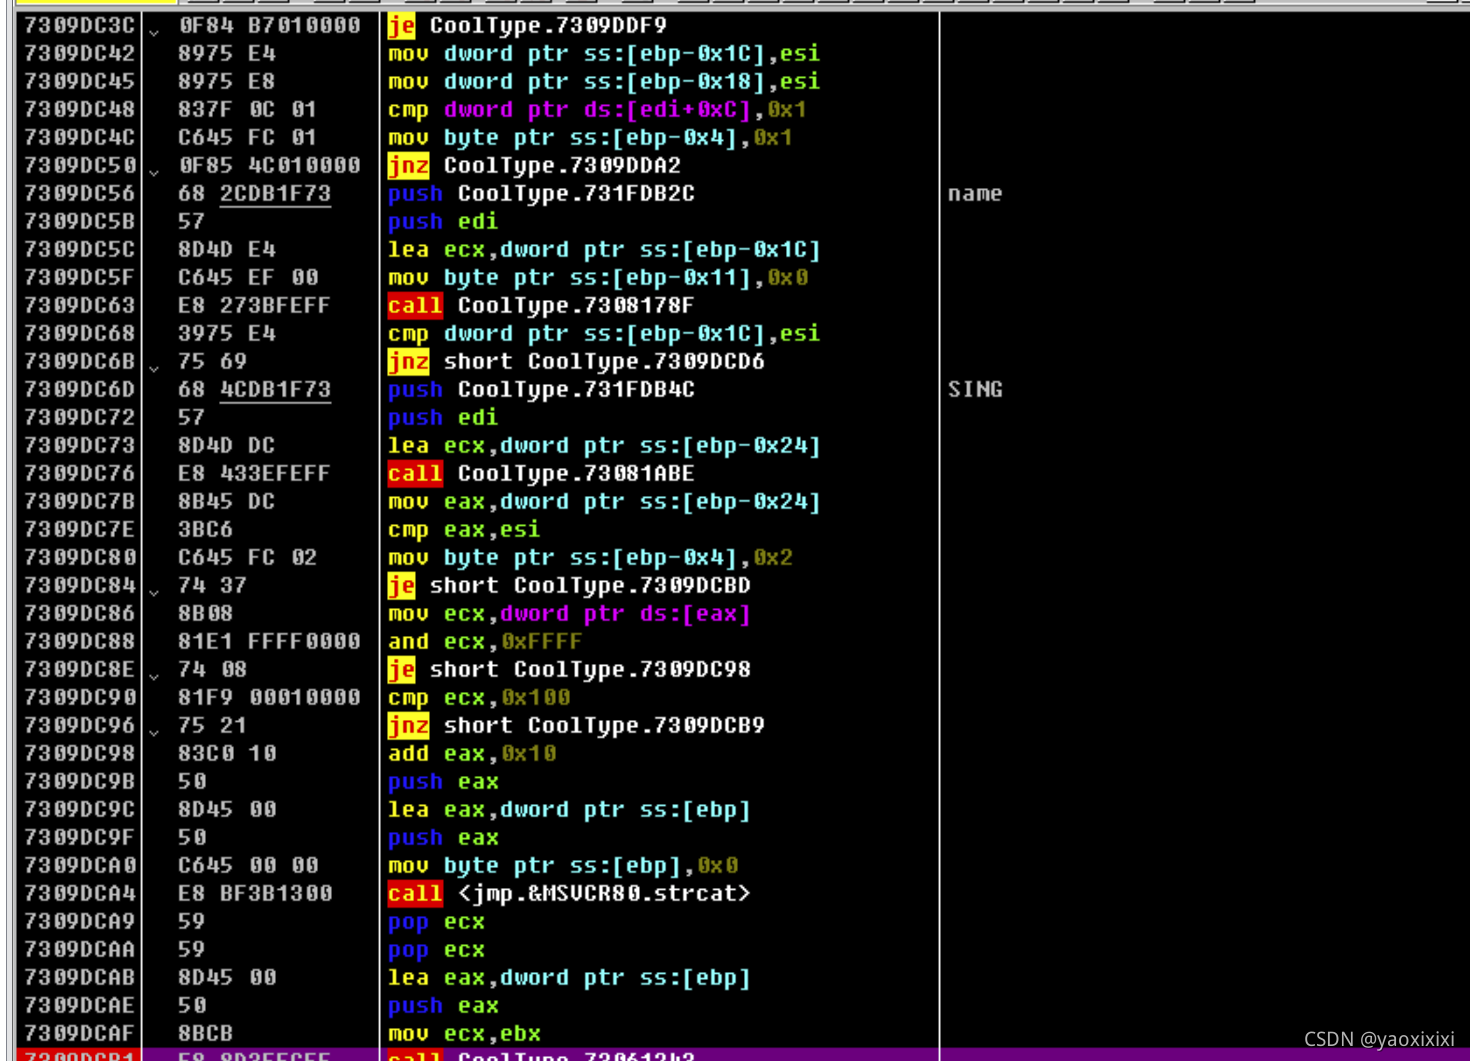 7309DC3C 0F84 B7010000 je CoolType.7309DDF9
7309DC42 8975 E4 mov dword ptr ss:[ebp-0x1C],esi
7309DC45 8975 E8 mov dword ptr ss:[ebp-0x18],esi
7309DC48 837F 0C 01 cmp dword ptr ds:[edi+0xC],0x1
7309DC4C C645 FC 01 mov byte ptr ss:[ebp-0x4],0x1
7309DC50 0F85 4C010000 jnz CoolType.7309DDA2
7309DC56 68 2CDB1F73 push CoolType.731FDB2C name
7309DC5B 57 push edi
7309DC5C 8D4D E4 lea ecx,dword ptr ss:[ebp-0x1C]
7309DC5F C645 EF 00 mov byte ptr ss:[ebp-0x11],0x0
7309DC63 E8 273BFEFF call CoolType.7308178F
7309DC68 3975 E4 cmp dword ptr ss:[ebp-0x1C],esi
7309DC6B 75 69 jnz short CoolType.7309DCD6
7309DC6D 68 4CDB1F73 push CoolType.731FDB4C SING
7309DC72 57 push edi
7309DC73 8D4D DC lea ecx,dword ptr ss:[ebp-0x24]
7309DC76 E8 433EFEFF call CoolType.73081ABE
7309DC7B 8B45 DC mov eax,dword ptr ss:[ebp-0x24]
7309DC7E 3BC6 cmp eax,esi
7309DC80 C645 FC 02 mov byte ptr ss:[ebp-0x4],0x2
7309DC84 74 37 je short CoolType.7309DCBD
7309DC86 8B08 mov ecx,dword ptr ds:[eax]
7309DC88 81E1 FFFF0000 and ecx,0xFFFF
7309DC8E 74 08 je short CoolType.7309DC98
7309DC90 81F9 00010000 cmp ecx,0x100
7309DC96 75 21 jnz short CoolType.7309DCB9
7309DC98 83C0 10 add eax,0x10
7309DC9B 50 push eax
7309DC9C 8D45 00 lea eax,dword ptr ss:[ebp]
7309DC9F 50 push eax
7309DCA0 C645 00 00 mov byte ptr ss:[ebp],0x0
7309DCA4 E8 BF3B1300 call <jmp.&MSVCR80.strcat>
7309DCA9 59 pop ecx
7309DCAA 59 pop ecx
7309DCAB 8D45 00 lea eax,dword ptr ss:[ebp]
7309DCAE 50 push eax
7309DCAF 8BCB mov ecx,ebx
7309DCB1 call CoolType.73061243
CSDN @yaoxixixi